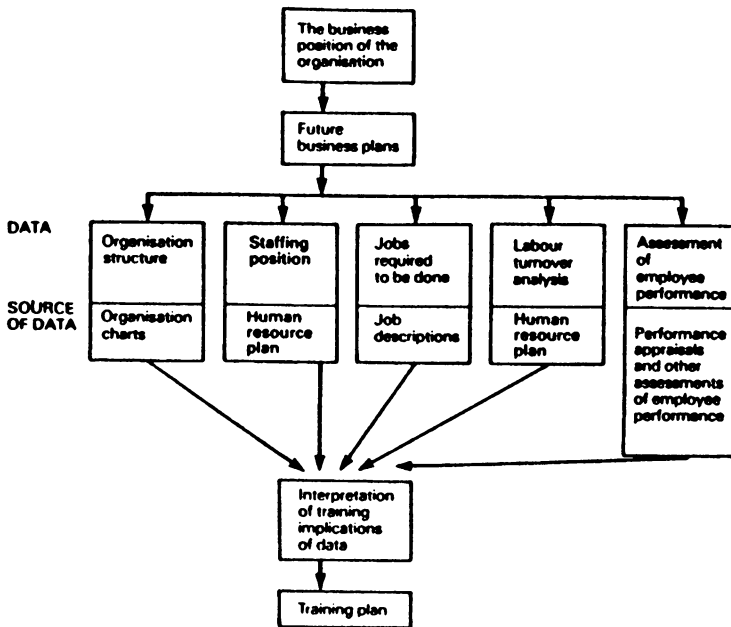 The business
position of the
organisation
Future
business plans
DATA
Organisation
structure
Staffing
position
Jobs
required
to be done
Labour
turnover
analysis
Assessment
of
employee
performance
SOURCE
OF DATA
Organisation
charts
Human
resource
plan
Job
descriptions
Human
resource
plan
Performance
appraisals
and other
assessments
of employee
performance
Interpretation
of training
implications
of data
Training plan